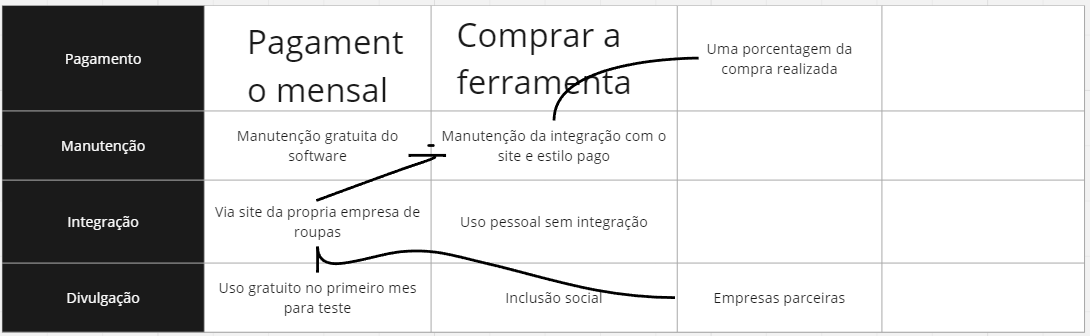 Pagamento
Pagament
o mensal
Comprar a
ferramenta
Uma porcentagem da
compra realizada
Manutenção
Manutenção gratuita do
software
Manutenção da integração com o
site e estilo pago
Integração
Via site da propria empresa de
roupas
Uso pessoal sem integração
Divulgação
Uso gratuito no primeiro mes
para teste
Inclusão social
Empresas parceiras